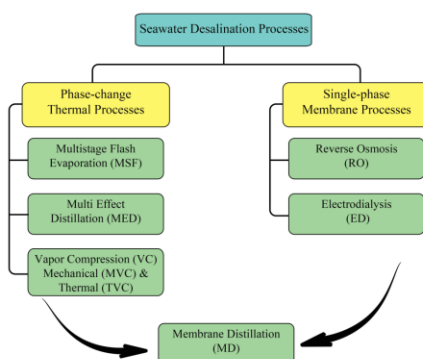 Seawater Desalination Processes
Phase-change
Thermal Processes
Single-phase
Membrane Processes
Multistage Flash
Evaporation (MSF)
Reverse Osmosis
(RO)
Multi Effect
Distillation (MED)
Electrodialysis
(ED)
Vapor Compression (VC)
Mechanical (MVC) &
Thermal (TVC)
Membrane Distillation
(MD)